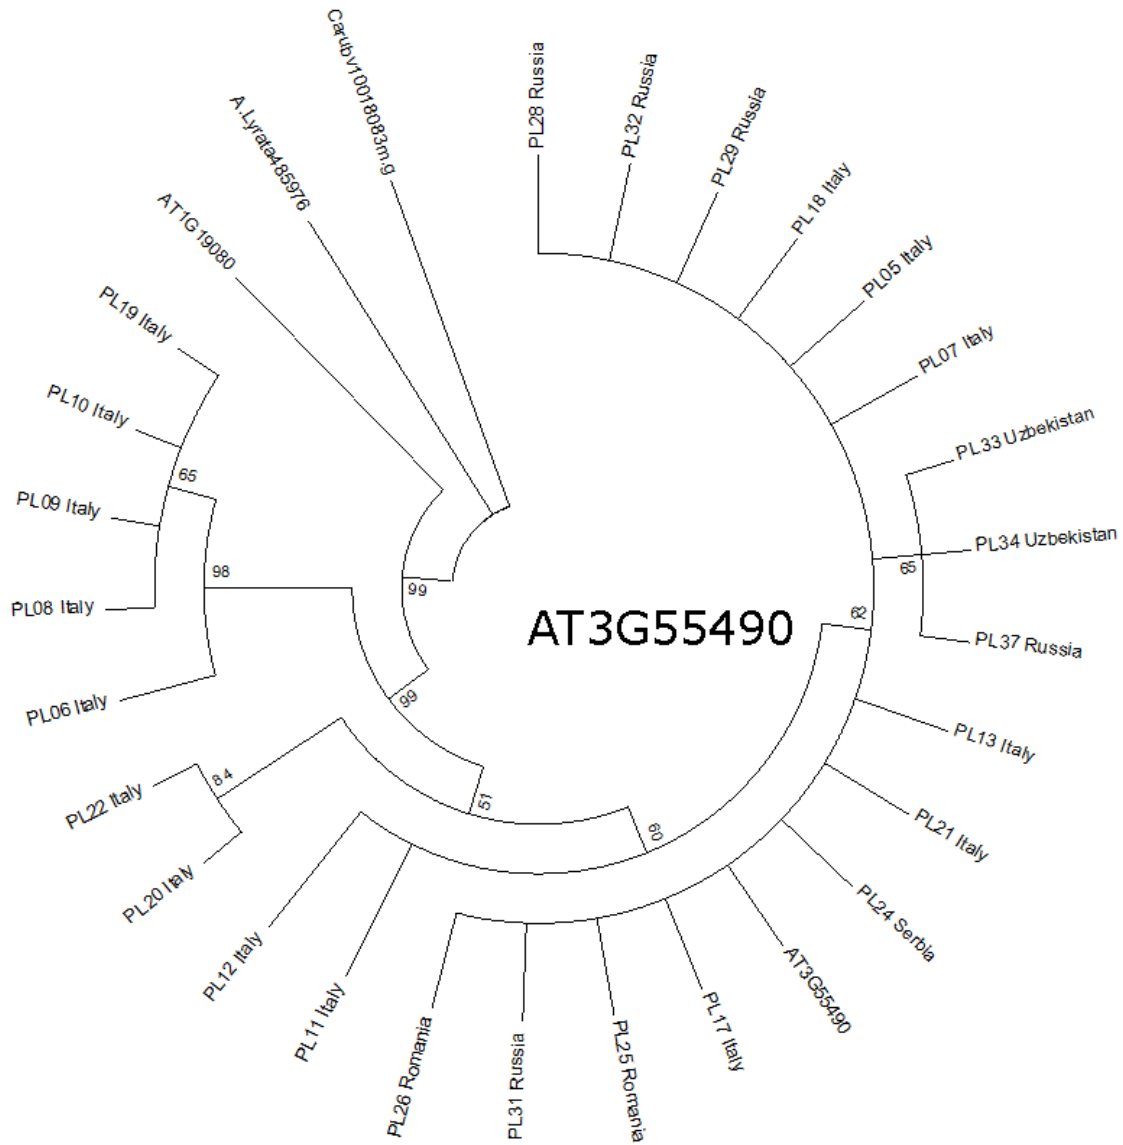 Carubv10018083m.g
A.Lyrata485976
AT1G19080
PL28 Russia
PL32 Russia
PL29 Russia
PL18 Italy
PL05 Italy
PL07 Italy
PL33 Uzbekistan
PL34 Uzbekistan
PL37 Russia
PL13 Italy
PL21 Italy
PL24 Serbia
AT3G55490
PL17 Italy
PL25 Romania
PL31 Russia
PL26 Romania
PL11 Italy
PL12 Italy
PL20 Italy
PL22 Italy
PL06 Italy
PL08 Italy
PL09 Italy
PL10 Italy
PL19 Italy
65
98
99
99
84
51
60
62
65
AT3G55490